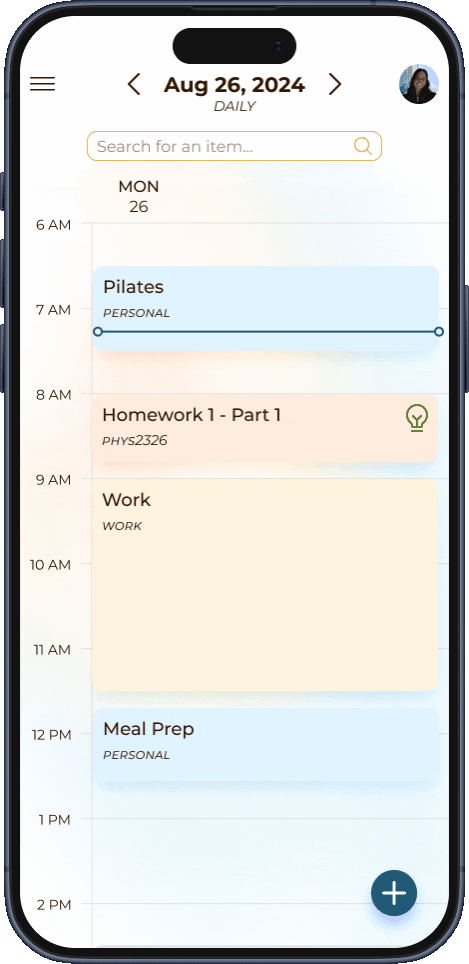 Aug 26, 2024
DAILY
Search for an item...
MON
26
6 AM
Pilates
7 AM
PERSONAL
8 AM
Homework 1 - Part 1
PHYS2326
9 AM
Work
WORK
10 AM
11 AM
Meal Prep
12 PM
PERSONAL
1 PM
2 PM